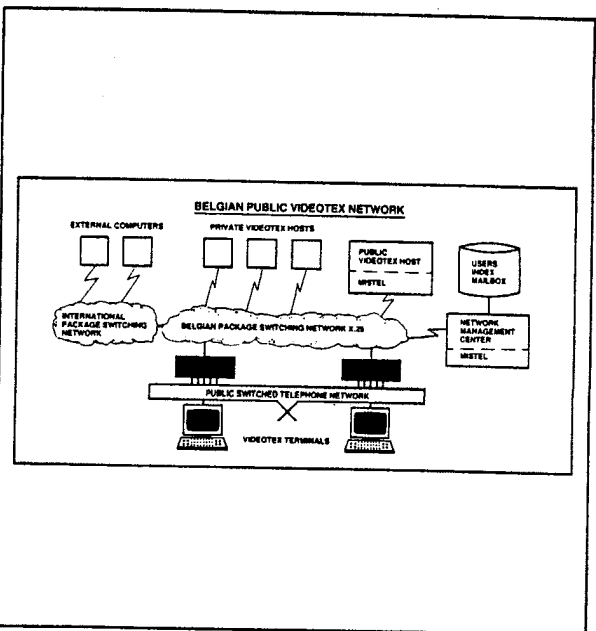 BELGIAN PUBLIC VIDEOTEX NETWORK
EXTERNAL COMPUTERS
PRIVATE VIDEOTEX HOSTS
PUBLIC
VIDEOTEX HOST
MISTEL
USERS
INDEX
MAILBOX
INTERNATIONAL
PACKAGE SWITCHING
NETWORK
BELGIAN PACKAGE SWITCHING NETWORK X.25
NETWORK
MANAGEMENT
CENTER
MISTEL
PUBLIC SWITCHED TELEPHONE NETWORK
VIDEOTEX TERMINALS